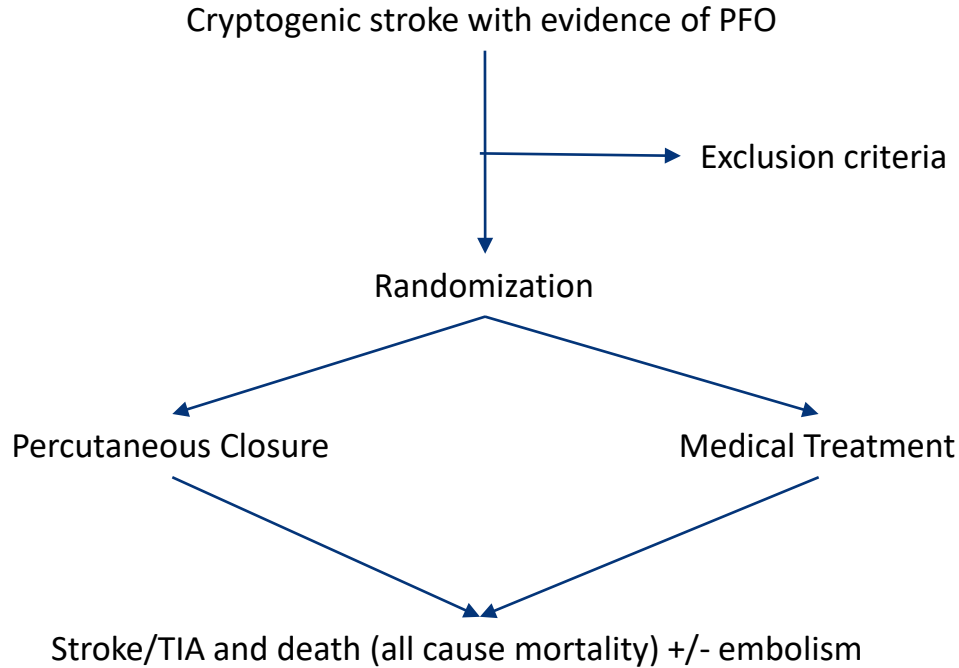 Cryptogenic stroke with evidence of PFO
Exclusion criteria
Randomization
Percutaneous Closure
Medical Treatment
Stroke/TIA and death (all cause mortality) +/- embolism